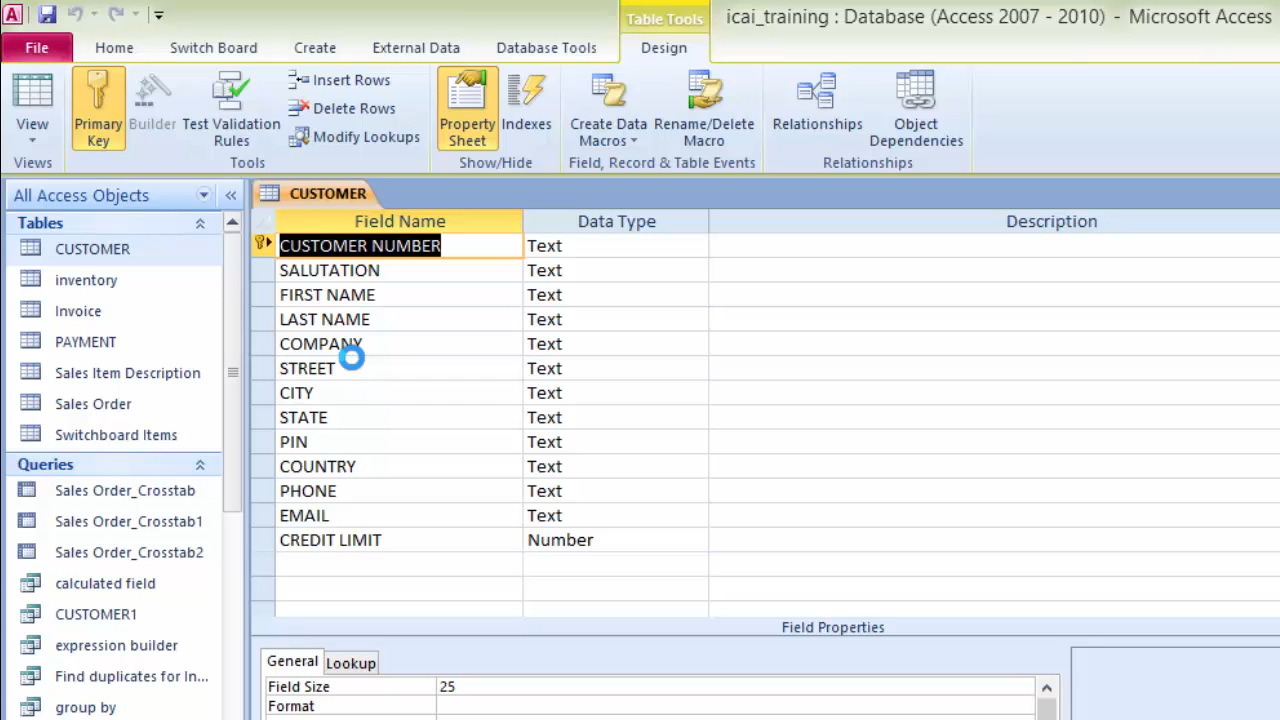 icai_training : Database (Access 2007 - 2010) - Microsoft Access
Table Tools
File Home Switch Board Create External Data Database Tools Design
View
Primary Key
Builder
Test Validation Rules
Insert Rows
Delete Rows
Modify Lookups
Property Sheet
Indexes
Create Data Macros
Rename/Delete Macro
Relationships
Object Dependencies
Views
Tools
Show/Hide
Field, Record & Table Events
Relationships
All Access Objects
Tables
CUSTOMER
inventory
Invoice
PAYMENT
Sales Item Description
Sales Order
Switchboard Items
Queries
Sales Order_Crosstab
Sales Order_Crosstab1
Sales Order_Crosstab2
calculated field
CUSTOMER1
expression builder
Find duplicates for In...
group by
CUSTOMER
Field Name Data Type Description
CUSTOMER NUMBER Text
SALUTATION Text
FIRST NAME Text
LAST NAME Text
COMPANY Text
STREET Text
CITY Text
STATE Text
PIN Text
COUNTRY Text
PHONE Text
EMAIL Text
CREDIT LIMIT Number
Field Properties
General Lookup
Field Size 25
Format